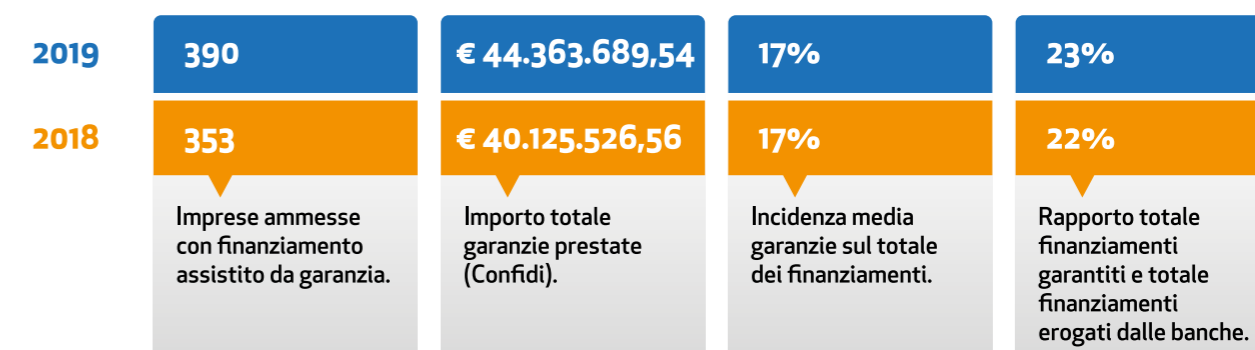 2019 390 € 44.363.689,54 17% 23%
2018 353 € 40.125.526,56 17% 22%
Imprese ammesse
con finanziamento
assistito da garanzia.
Importo totale
garanzie prestate
(Confidi).
Incidenza media
garanzie sul totale
dei finanziamenti.
Rapporto totale
finanziamenti
garantiti e totale
finanziamenti
erogati dalle banche.